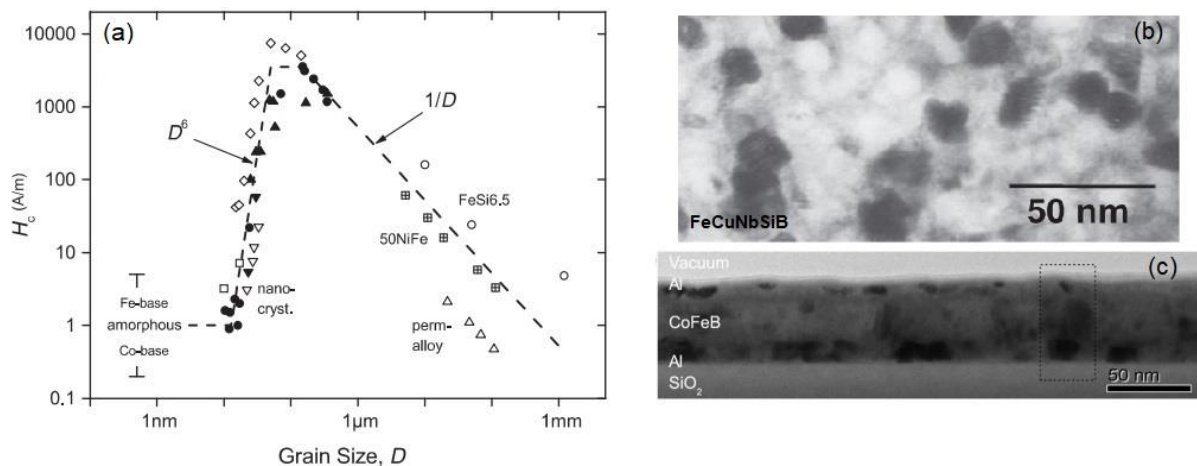 (a)
10000
1000
100
10
1
0.1
H_c (A/m)
D⁶
1/D
FeSi6.5
50NiFe
nano-
cryst.
perm-
alloy
Fe-base
amorphous
Co-base
1nm
1μm
1mm
Grain Size, D
(b)
50 nm
FeCuNbSiB
(c)
Vacuum
Al
CoFeB
Al
SiO₂
50 nm